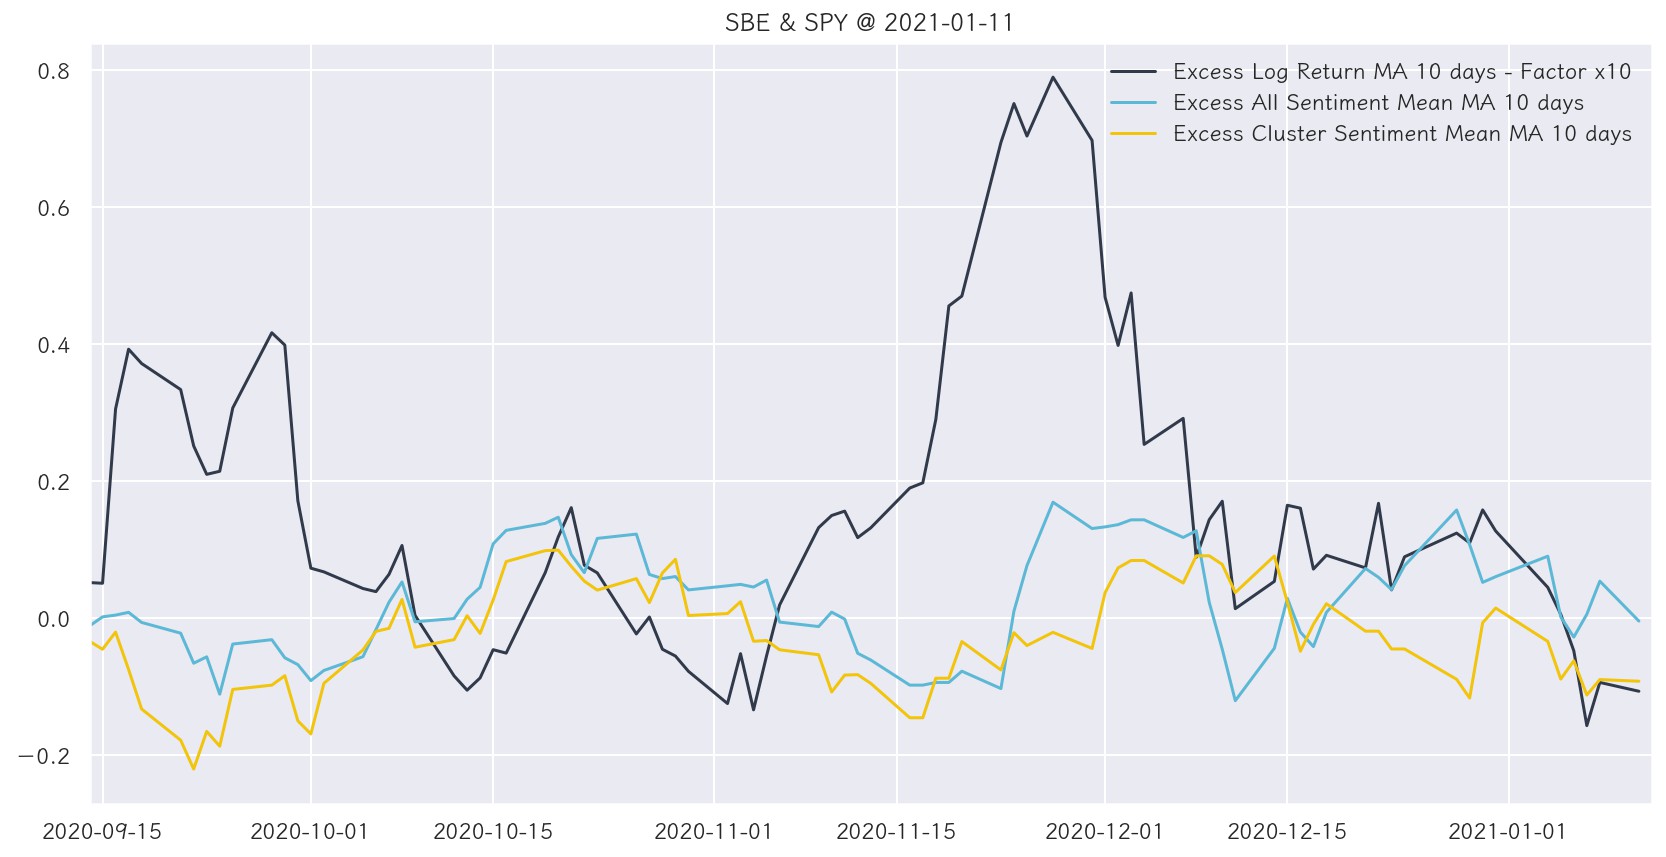 SBE & SPY @ 2021-01-11
Excess Log Return MA 10 days - Factor x10
Excess All Sentiment Mean MA 10 days
Excess Cluster Sentiment Mean MA 10 days
0.8
0.6
0.4
0.2
0.0
−0.2
2020-09-15 2020-10-01 2020-10-15 2020-11-01 2020-11-15 2020-12-01 2020-12-15 2021-01-01